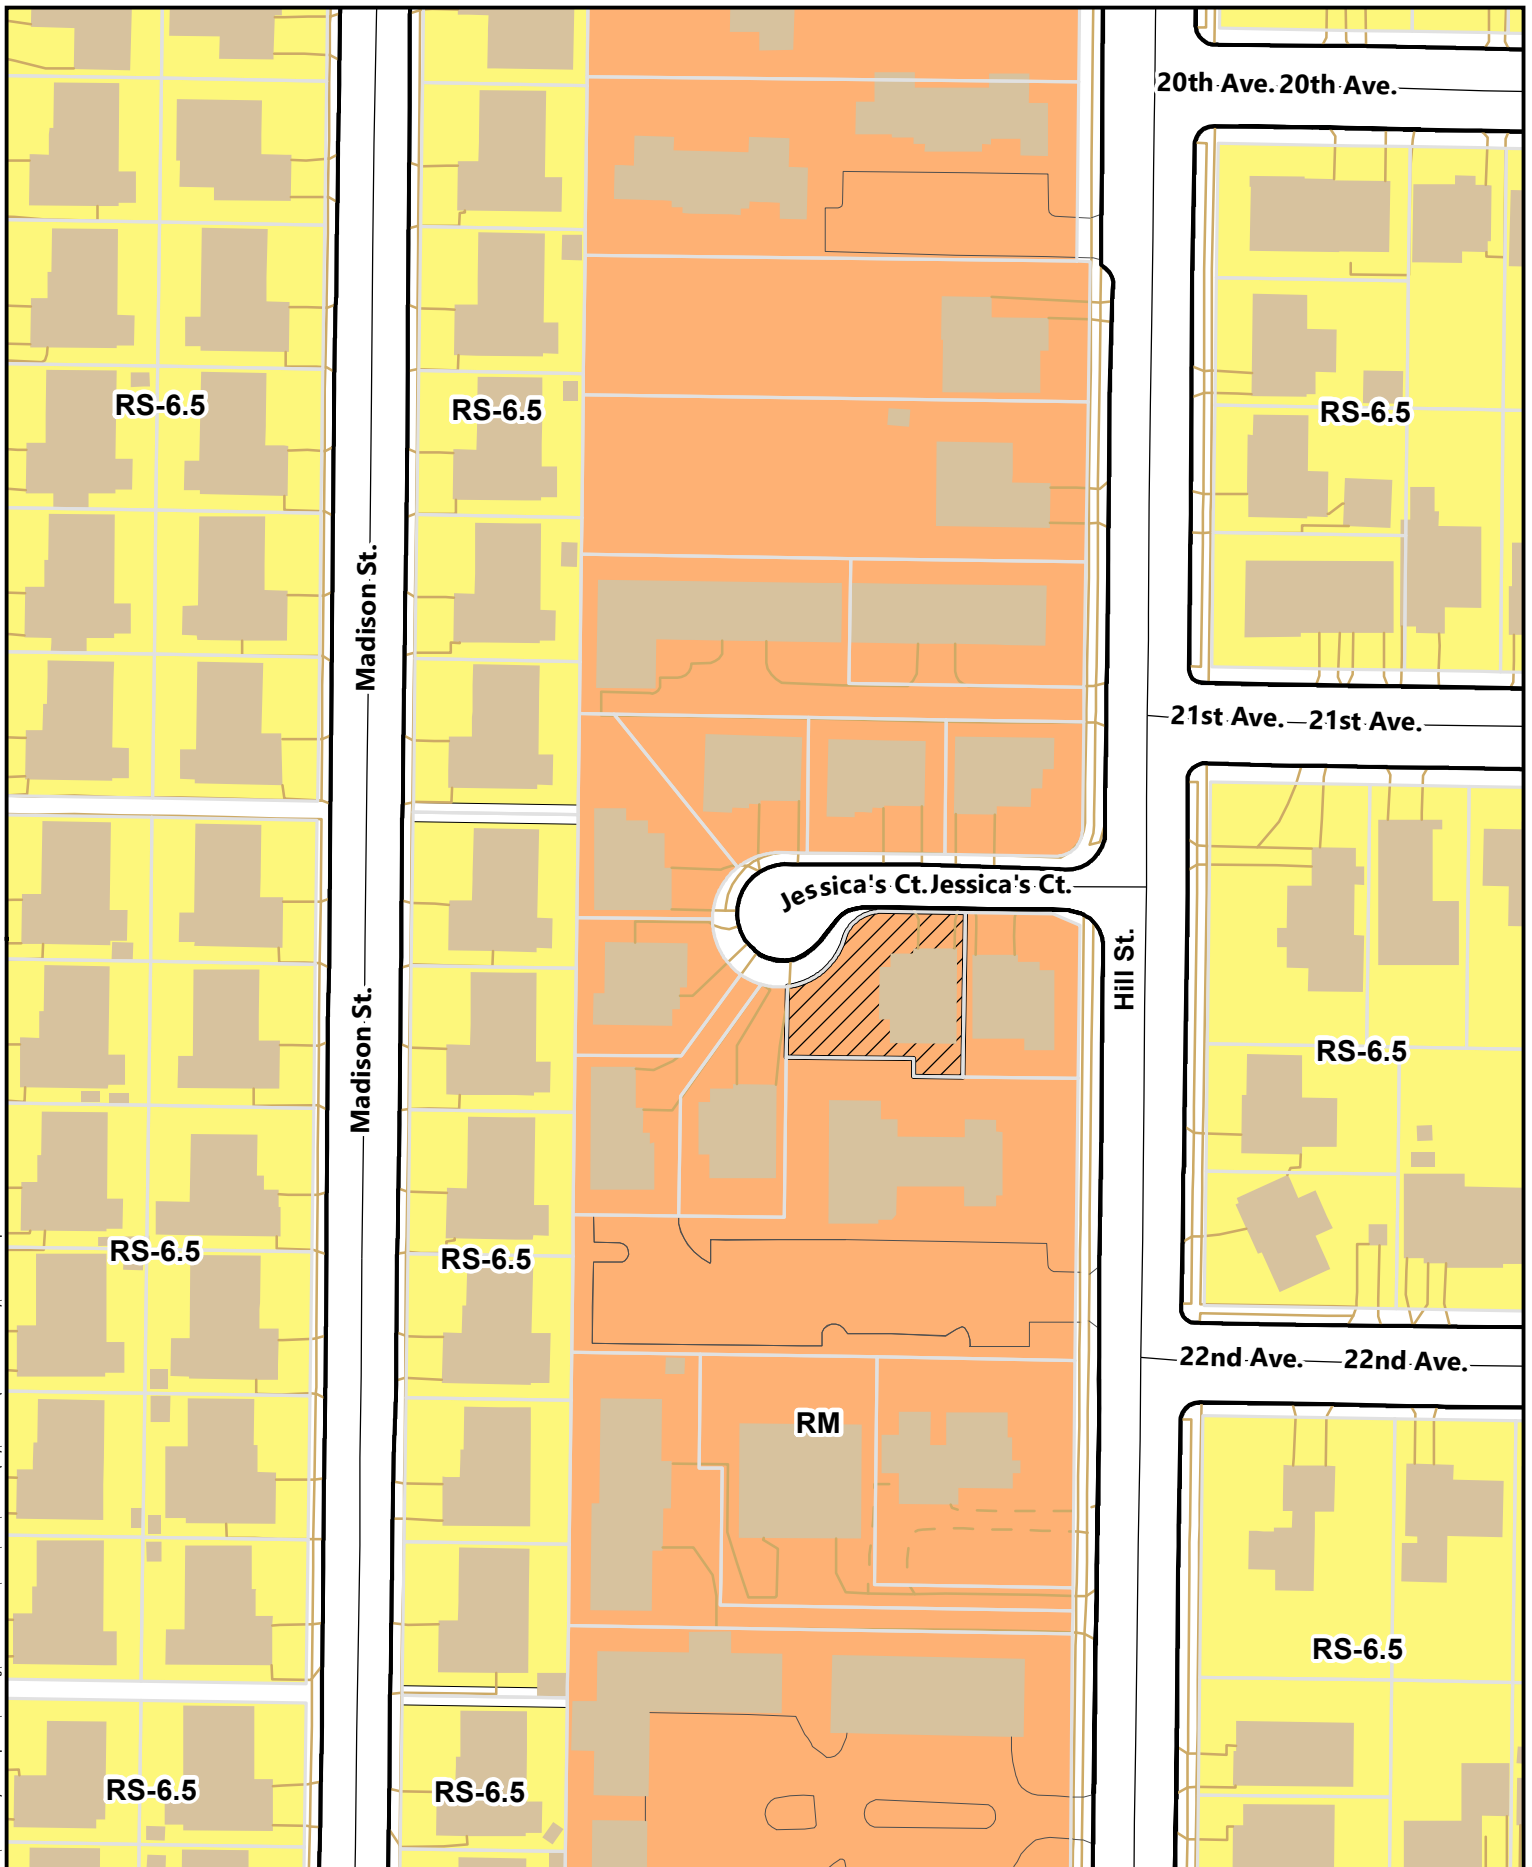 20th Ave. 20th Ave.
RS-6.5
RS-6.5
RS-6.5
Madison St.
21st Ave. 21st Ave.
Jessica's Ct. Jessica's Ct.
Hill St.
Madison St.
RS-6.5
RS-6.5
RS-6.5
22nd Ave. 22nd Ave.
RM
RS-6.5
RS-6.5
RS-6.5